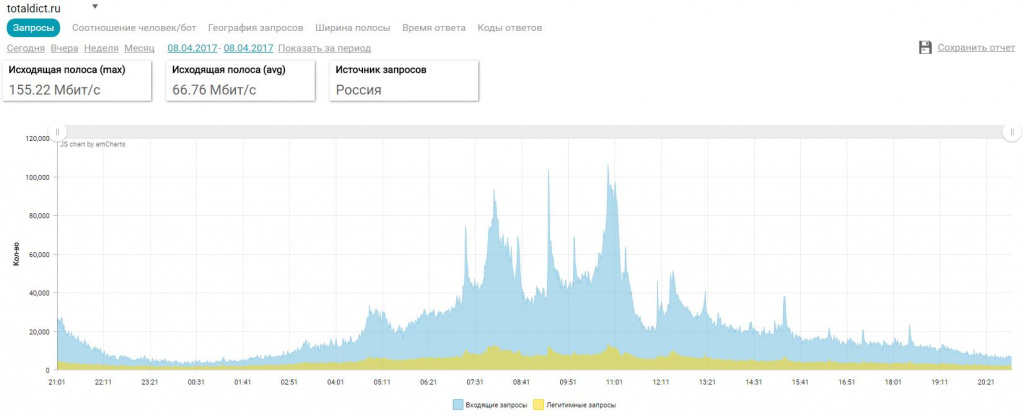 totaldict.ru
Запросы Соотношение человек/бот География запросов Ширина полосы Время ответа Коды ответов
Сегодня Вчера Неделя Месяц 08.04.2017 - 08.04.2017 Показать за период Сохранить отчет
Исходящая полоса (max) Исходящая полоса (avg) Источник запросов
155.22 Мбит/с 66.76 Мбит/с Россия
120,000
JS chart by amCharts
100,000
80,000
60,000
Кол-во
40,000
20,000
0
21:01 22:11 23:21 00:31 01:41 02:51 04:01 05:11 06:21 07:31 08:41 09:51 11:01 12:11 13:21 14:31 15:41 16:51 18:01 19:11 20:21
Входящие запросы Легитимные запросы